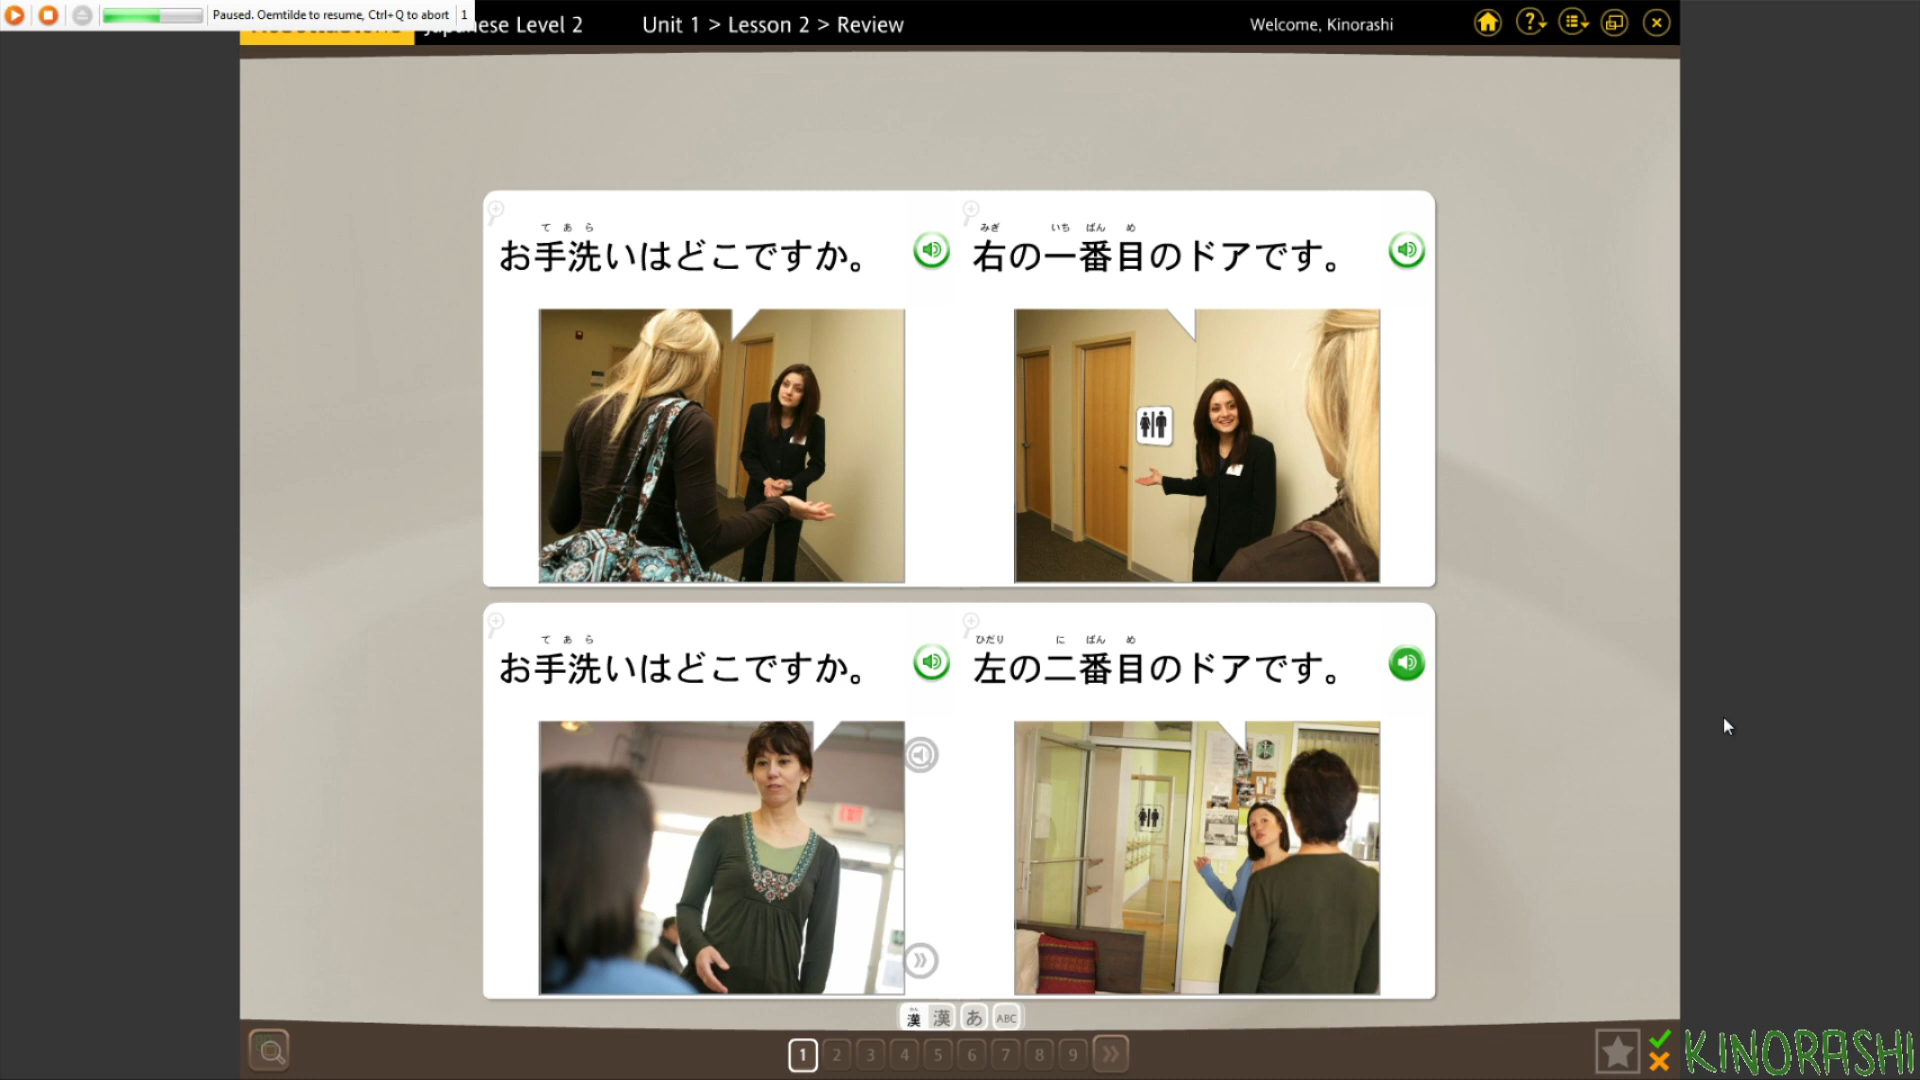 Paused. Oemtilde to resume, Ctrl+Q to abort 1
Japanese Level 2
Unit 1 > Lesson 2 > Review
Welcome, Kinorashi
て あ ら
お手洗いはどこですか。
みぎ いち ばん め
右の一番目のドアです。
て あ ら
お手洗いはどこですか。
ひだり に ばん め
左の二番目のドアです。
EXIT
かん
漢 漢 あ ABC
1 2 3 4 5 6 7 8 9
KINORASHI